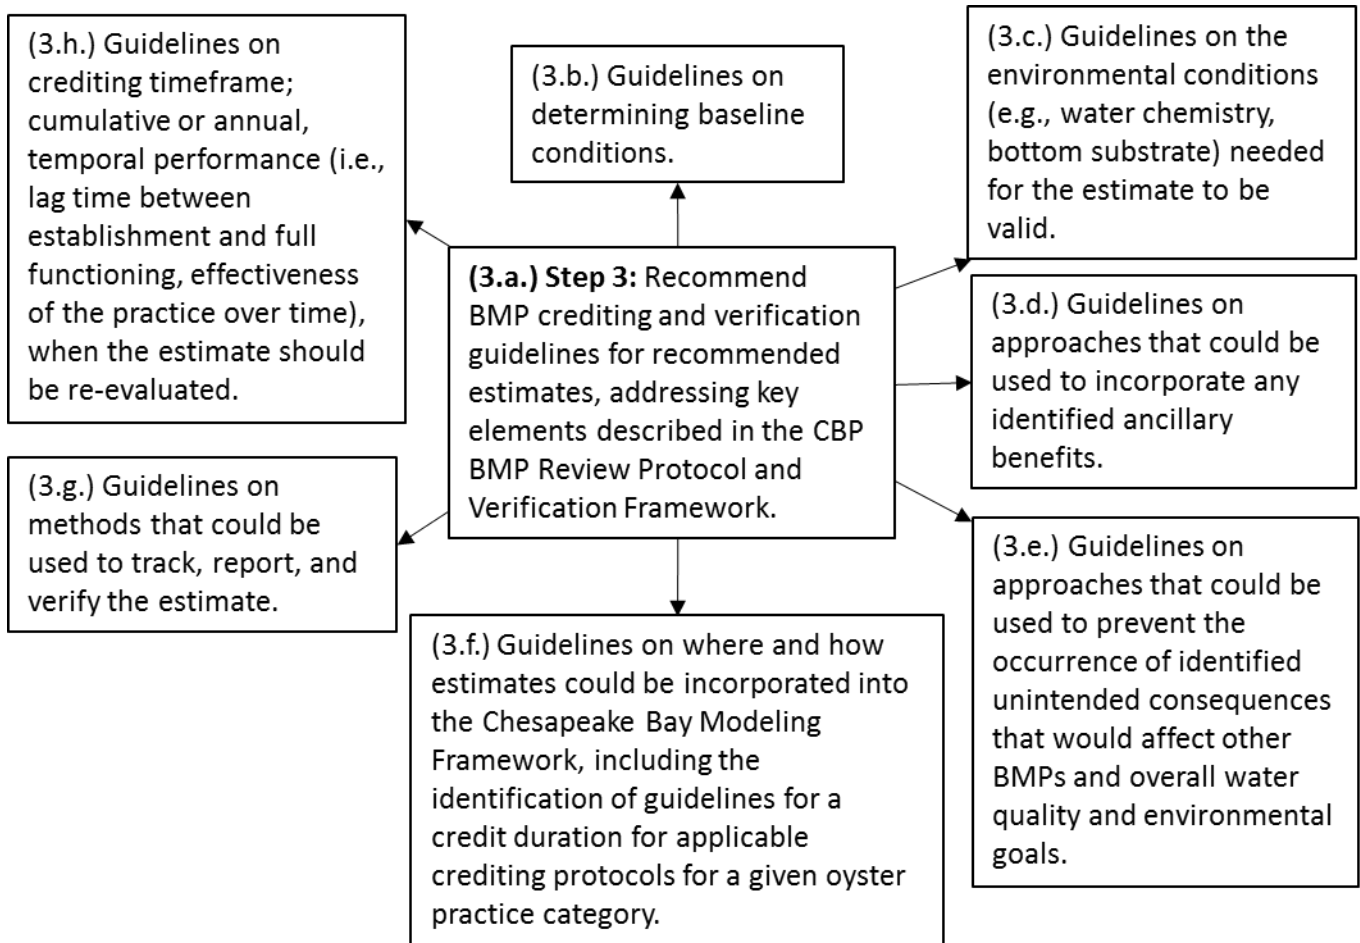 (3.h.) Guidelines on
crediting timeframe;
cumulative or annual,
temporal performance (i.e.,
lag time between
establishment and full
functioning, effectiveness
of the practice over time),
when the estimate should
be re-evaluated.
(3.b.) Guidelines on
determining baseline
conditions.
(3.c.) Guidelines on the
environmental conditions
(e.g., water chemistry,
bottom substrate) needed
for the estimate to be
valid.
(3.a.) Step 3: Recommend
BMP crediting and verification
guidelines for recommended
estimates, addressing key
elements described in the CBP
BMP Review Protocol and
Verification Framework.
(3.d.) Guidelines on
approaches that could be
used to incorporate any
identified ancillary
benefits.
(3.g.) Guidelines on
methods that could be
used to track, report, and
verify the estimate.
(3.e.) Guidelines on
approaches that could be
used to prevent the
occurrence of identified
unintended consequences
that would affect other
BMPs and overall water
quality and environmental
goals.
(3.f.) Guidelines on where and how
estimates could be incorporated into
the Chesapeake Bay Modeling
Framework, including the
identification of guidelines for a
credit duration for applicable
crediting protocols for a given oyster
practice category.